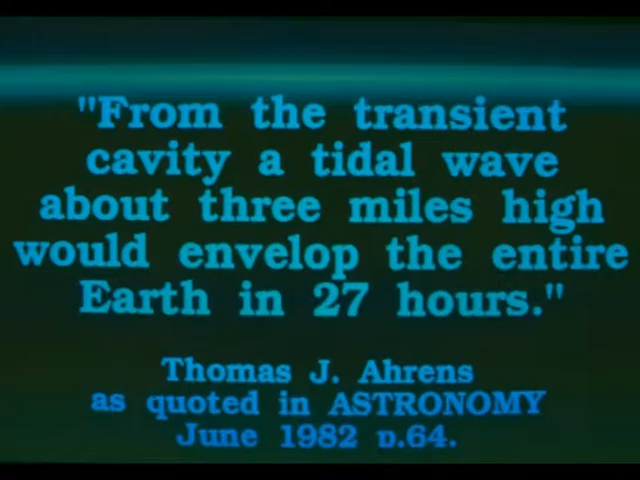 "From the transient
cavity a tidal wave
about three miles high
would envelop the entire
Earth in 27 hours."
Thomas J. Ahrens
as quoted in ASTRONOMY
June 1982 p.64.